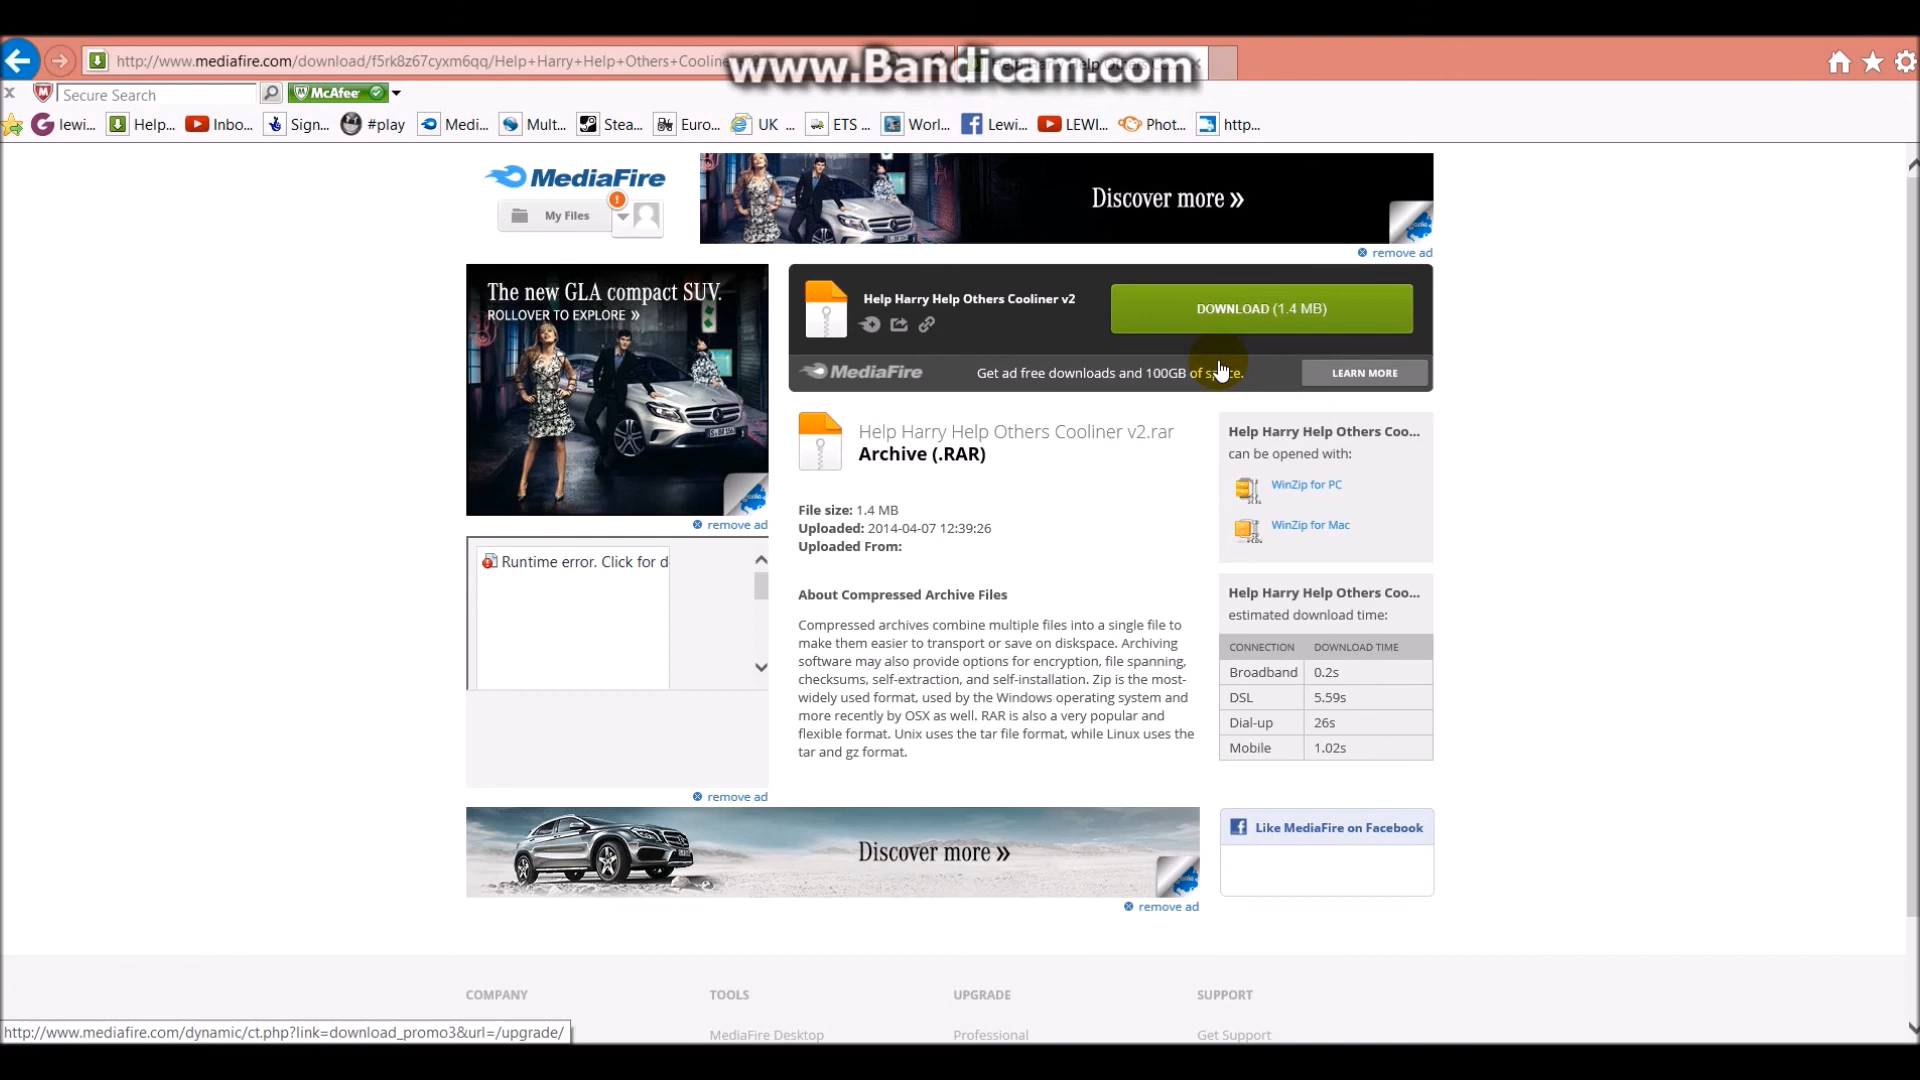 www.Bandicam.com
http://www.mediafire.com/download/f5rk8z67cyxm6qq/Help+Harry+Help+Others+Cooline
Secure Search
McAfee
lewi...
Help...
Inbo...
Sign...
#play
Medi...
Mult...
Stea...
Euro...
UK ...
ETS ...
Worl...
Lewi...
LEWI...
Phot...
http...
MediaFire
My Files
Discover more »
remove ad
The new GLA compact SUV.
ROLLOVER TO EXPLORE »
remove ad
Help Harry Help Others Cooliner v2
DOWNLOAD (1.4 MB)
MediaFire
Get ad free downloads and 100GB of space.
LEARN MORE
Help Harry Help Others Cooliner v2.rar
Archive (.RAR)
File size: 1.4 MB
Uploaded: 2014-04-07 12:39:26
Uploaded From:
About Compressed Archive Files
Compressed archives combine multiple files into a single file to
make them easier to transport or save on diskspace. Archiving
software may also provide options for encryption, file spanning,
checksums, self-extraction, and self-installation. Zip is the most-
widely used format, used by the Windows operating system and
more recently by OSX as well. RAR is also a very popular and
flexible format. Unix uses the tar file format, while Linux uses the
tar and gz format.
Help Harry Help Others Coo...
can be opened with:
WinZip for PC
WinZip for Mac
Help Harry Help Others Coo...
estimated download time:
CONNECTION DOWNLOAD TIME
Broadband 0.2s
DSL 5.59s
Dial-up 26s
Mobile 1.02s
Runtime error. Click for d
remove ad
Discover more »
remove ad
Like MediaFire on Facebook
COMPANY
TOOLS
UPGRADE
SUPPORT
MediaFire Desktop
Professional
Get Support
http://www.mediafire.com/dynamic/ct.php?link=download_promo3&url=/upgrade/